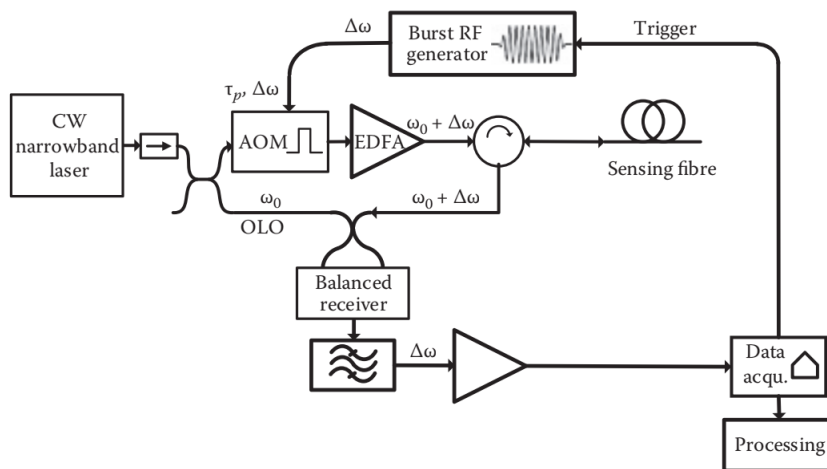 Δω
Burst RF
generator
Trigger
τp, Δω
CW
narrowband
laser
AOM
EDFA
ω0 + Δω
Sensing fibre
ω0
OLO
ω0 + Δω
Balanced
receiver
Δω
Data
acqu.
Processing